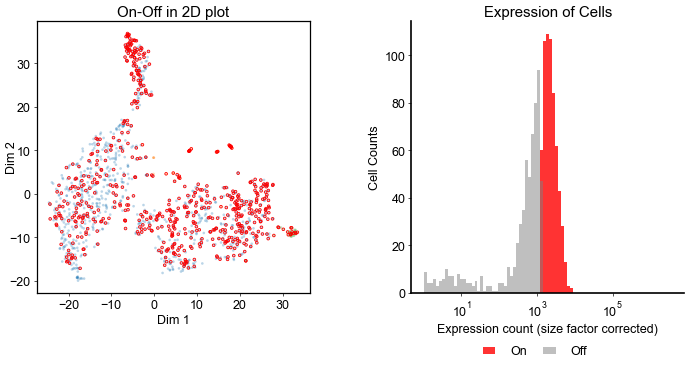 On-Off in 2D plot
Expression of Cells
Dim 2
30
20
10
0
−10
−20
−20 −10 0 10 20 30
Dim 1
Cell Counts
100
80
60
40
20
0
10^1 10^3 10^5
Expression count (size factor corrected)
On Off